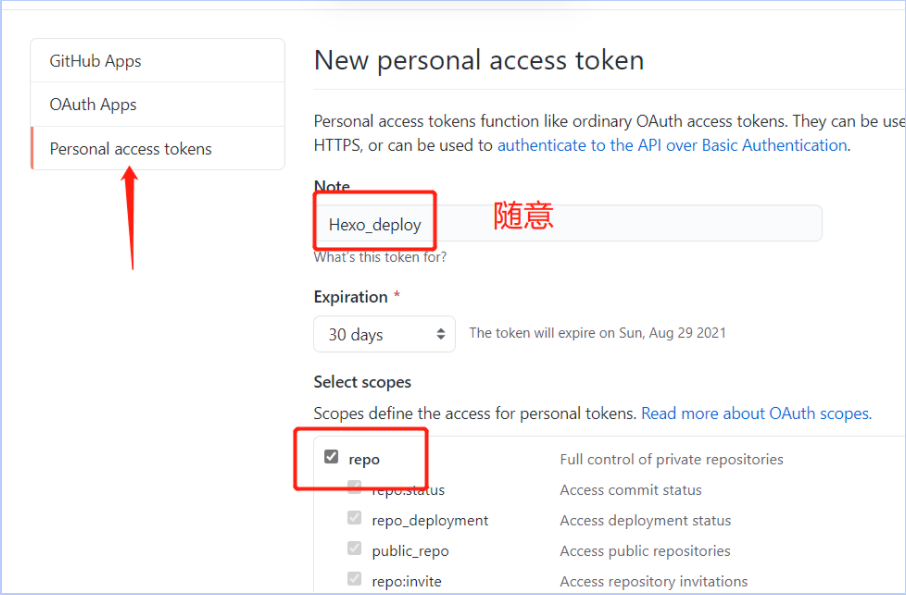 GitHub Apps
OAuth Apps
Personal access tokens
New personal access token
Personal access tokens function like ordinary OAuth access tokens. They can be use
HTTPS, or can be used to authenticate to the API over Basic Authentication.
Note
Hexo_deploy
随意
What's this token for?
Expiration *
30 days
The token will expire on Sun, Aug 29 2021
Select scopes
Scopes define the access for personal tokens. Read more about OAuth scopes.
repo Full control of private repositories
repo:status Access commit status
repo_deployment Access deployment status
public_repo Access public repositories
repo:invite Access repository invitations